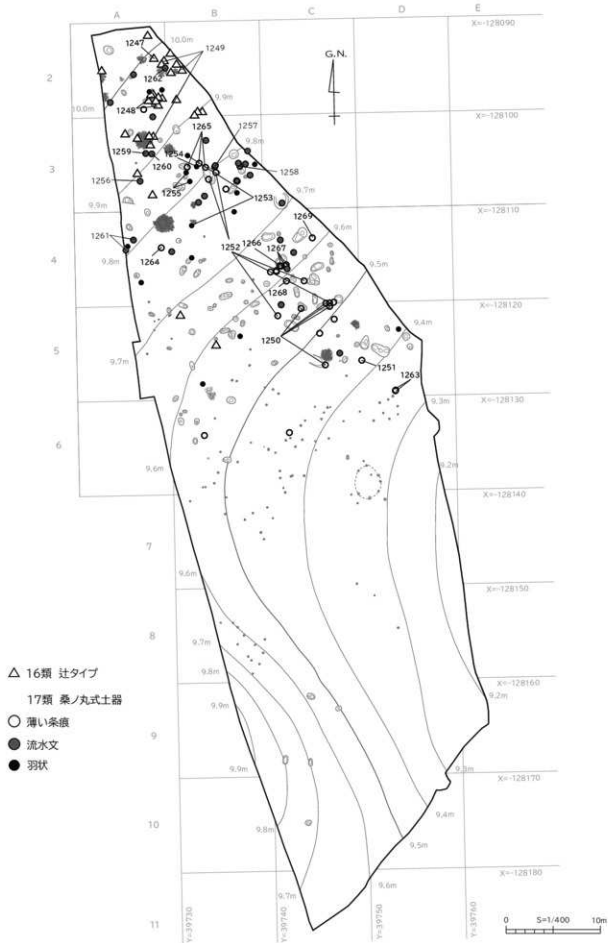 A
B
C
D
E
X=-128090
1247
1249
10.0m
G.N.
2
1262
9.9m
10.0m
1248
X=-128100
1265
1257
9.8m
1259
1254
1260
1258
3
1256
1255
9.7m
1253
9.9m
X=-128110
1269
9.6m
1261
1266
9.8m
1252
1267
9.5m
4
1264
1268
X=-128120
9.4m
1250
9.7m
5
1251
1263
9.3m
X=-128130
6
9.6m
9.2m
X=-128140
7
9.6m
X=-128150
8
9.7m
9.8m
X=-128160
9.9m
9.2m
9
9.9m
9.3m
X=-128170
10
9.8m
9.4m
9.5m
X=-128180
9.6m
9.7m
11
Y=39730
Y=39740
Y=39750
Y=39760
16類 辻タイプ
17類 桑ノ丸式土器
薄い条痕
流水文
羽状
0 S=1/400 10m